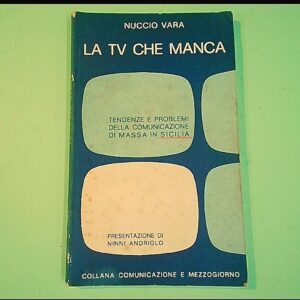 NUCCIO VARA
LA TV CHE MANCA
TENDENZE E PROBLEMI
DELLA COMUNICAZIONE
DI MASSA IN SICILIA
PRESENTAZIONE DI
NINNI ANDRIOLO
COLLANA COMUNICAZIONE E MEZZOGIORNO